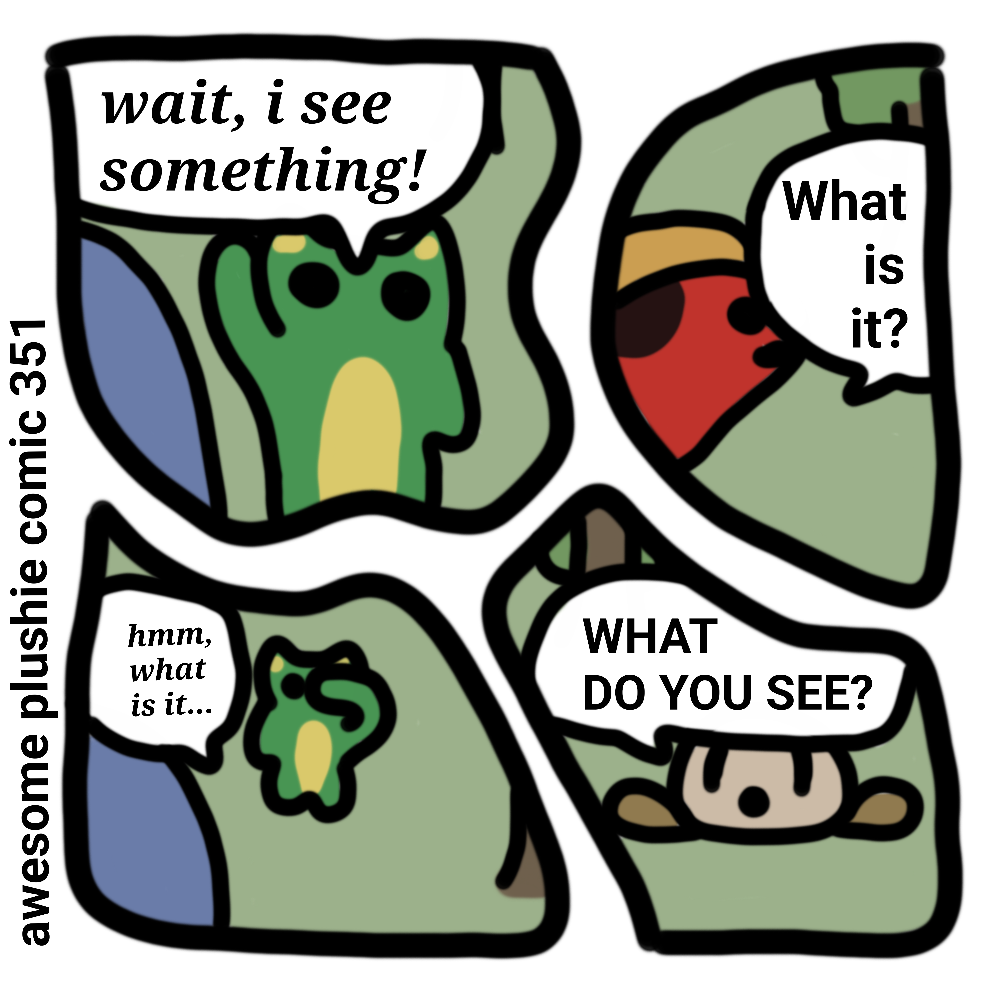 wait, i see
something!
What
is
it?
hmm,
what
is it...
WHAT
DO YOU SEE?
awesome plushie comic 351